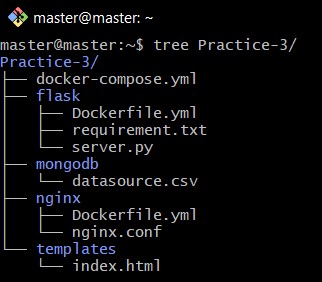 master@master: ~
master@master:~$ tree Practice-3/
Practice-3/
├── docker-compose.yml
├── flask
│   ├── Dockerfile.yml
│   ├── requirement.txt
│   └── server.py
├── mongodb
│   └── datasource.csv
├── nginx
│   ├── Dockerfile.yml
│   └── nginx.conf
└── templates
    └── index.html